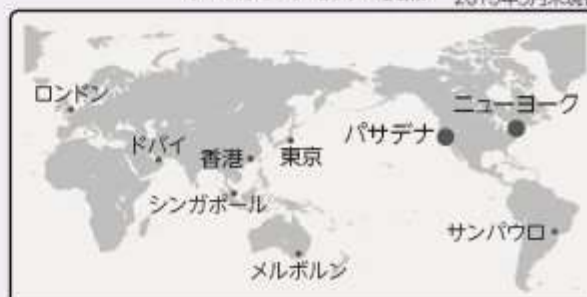 ロンドン
ニューヨーク
パサデナ
ドバイ
香港
東京
シンガポール
サンパウロ
メルボルン